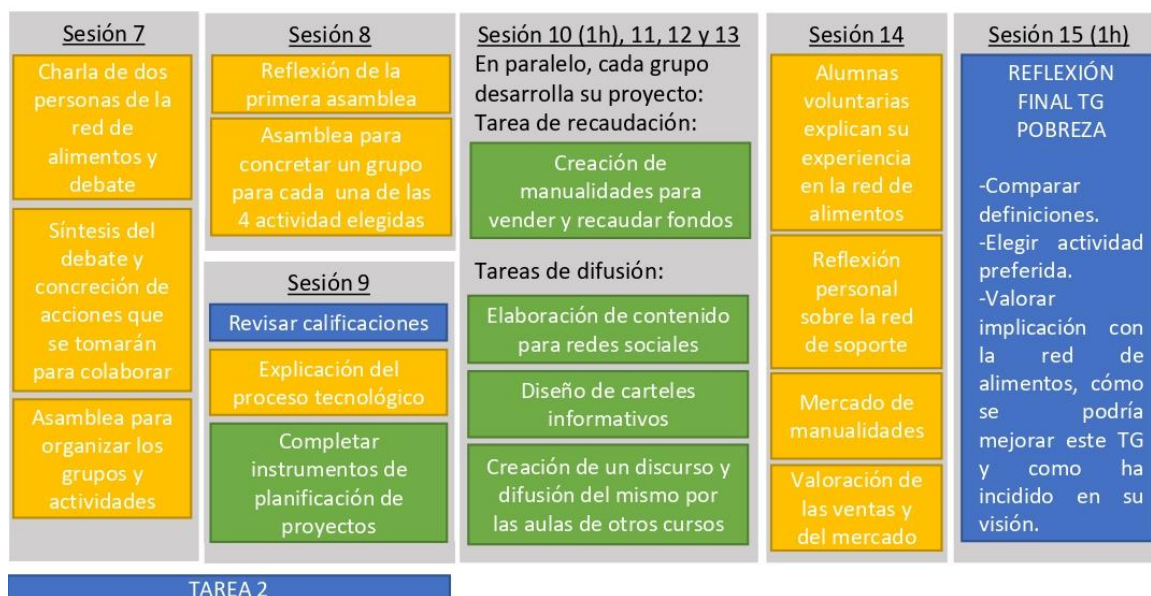 Sesión 7
Charla de dos
personas de la
red de
alimentos y
debate
Síntesis del
debate y
concreción de
acciones que
se tomarán
para colaborar
Asamblea para
organizar los
grupos y
actividades
Sesión 8
Reflexión de la
primera asamblea
Asamblea para
concretar un grupo
para cada una de las
4 actividad elegidas
Sesión 9
Revisar calificaciones
Explicación del
proceso tecnológico
Completar
instrumentos de
planificación de
proyectos
Sesión 10 (1h), 11, 12 y 13
En paralelo, cada grupo
desarrolla su proyecto:
Tarea de recaudación:
Creación de
manualidades para
vender y recaudar fondos
Tareas de difusión:
Elaboración de contenido
para redes sociales
Diseño de carteles
informativos
Creación de un discurso y
difusión del mismo por
las aulas de otros cursos
Sesión 14
Alumnas
voluntarias
explican su
experiencia
en la red de
alimentos
Reflexión
personal
sobre la red
de soporte
Mercado de
manualidades
Valoración de
las ventas y
del mercado
Sesión 15 (1h)
REFLEXIÓN
FINAL TG
POBREZA
-Comparar
definiciones.
-Elegir actividad
preferida.
-Valorar
implicación con
la red de
alimentos, cómo
se podría
mejorar este TG
y como ha
incidido en su
visión.
TAREA 2